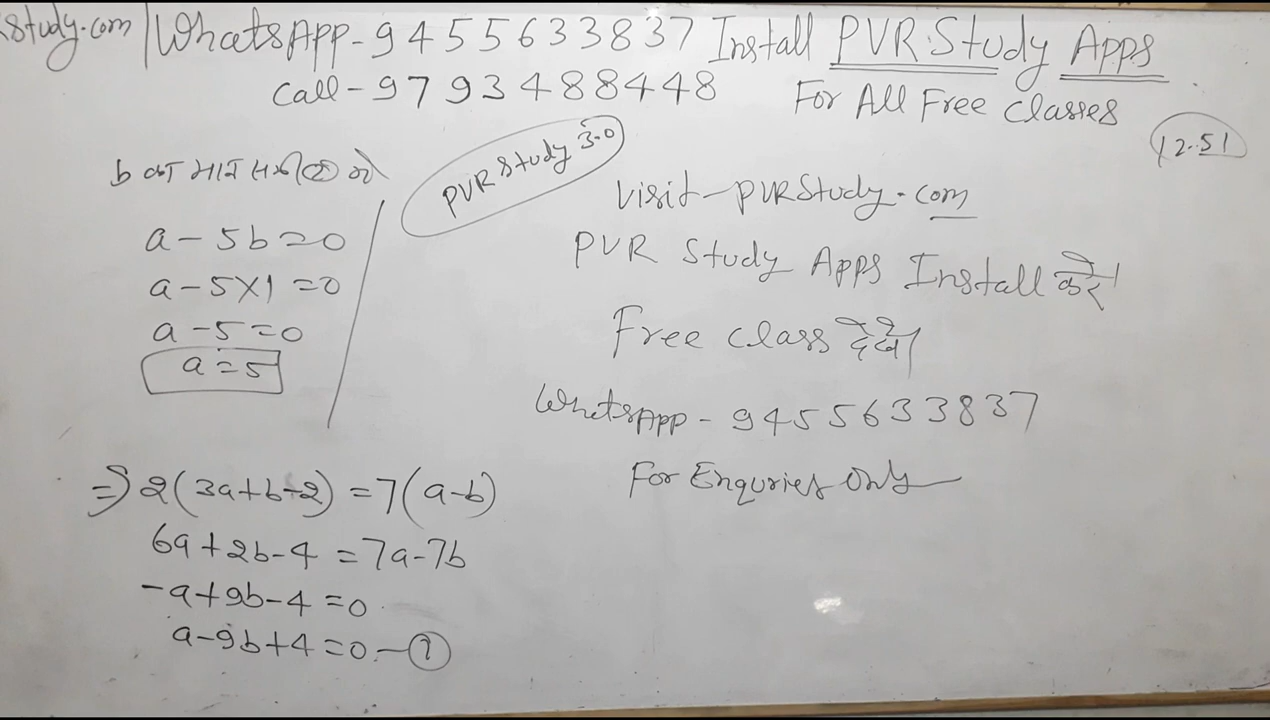 study.com | WhatsApp-9455633837 Install PVR Study Apps
Call-9793488448 For All Free Classes
12.51
PVR Study 3.0
b का मान समी② से
a-5b=0
a-5×1=0
a-5=0
a=5
Visit-PVRStudy.com
PVR Study Apps Install करें।
Free Class देखें।
WhatsApp-9455633837
For Enquries Only
⇒ 2(3a+b-2)=7(a-b)
6a+2b-4=7a-7b
-a+9b-4=0
a-9b+4=0-①